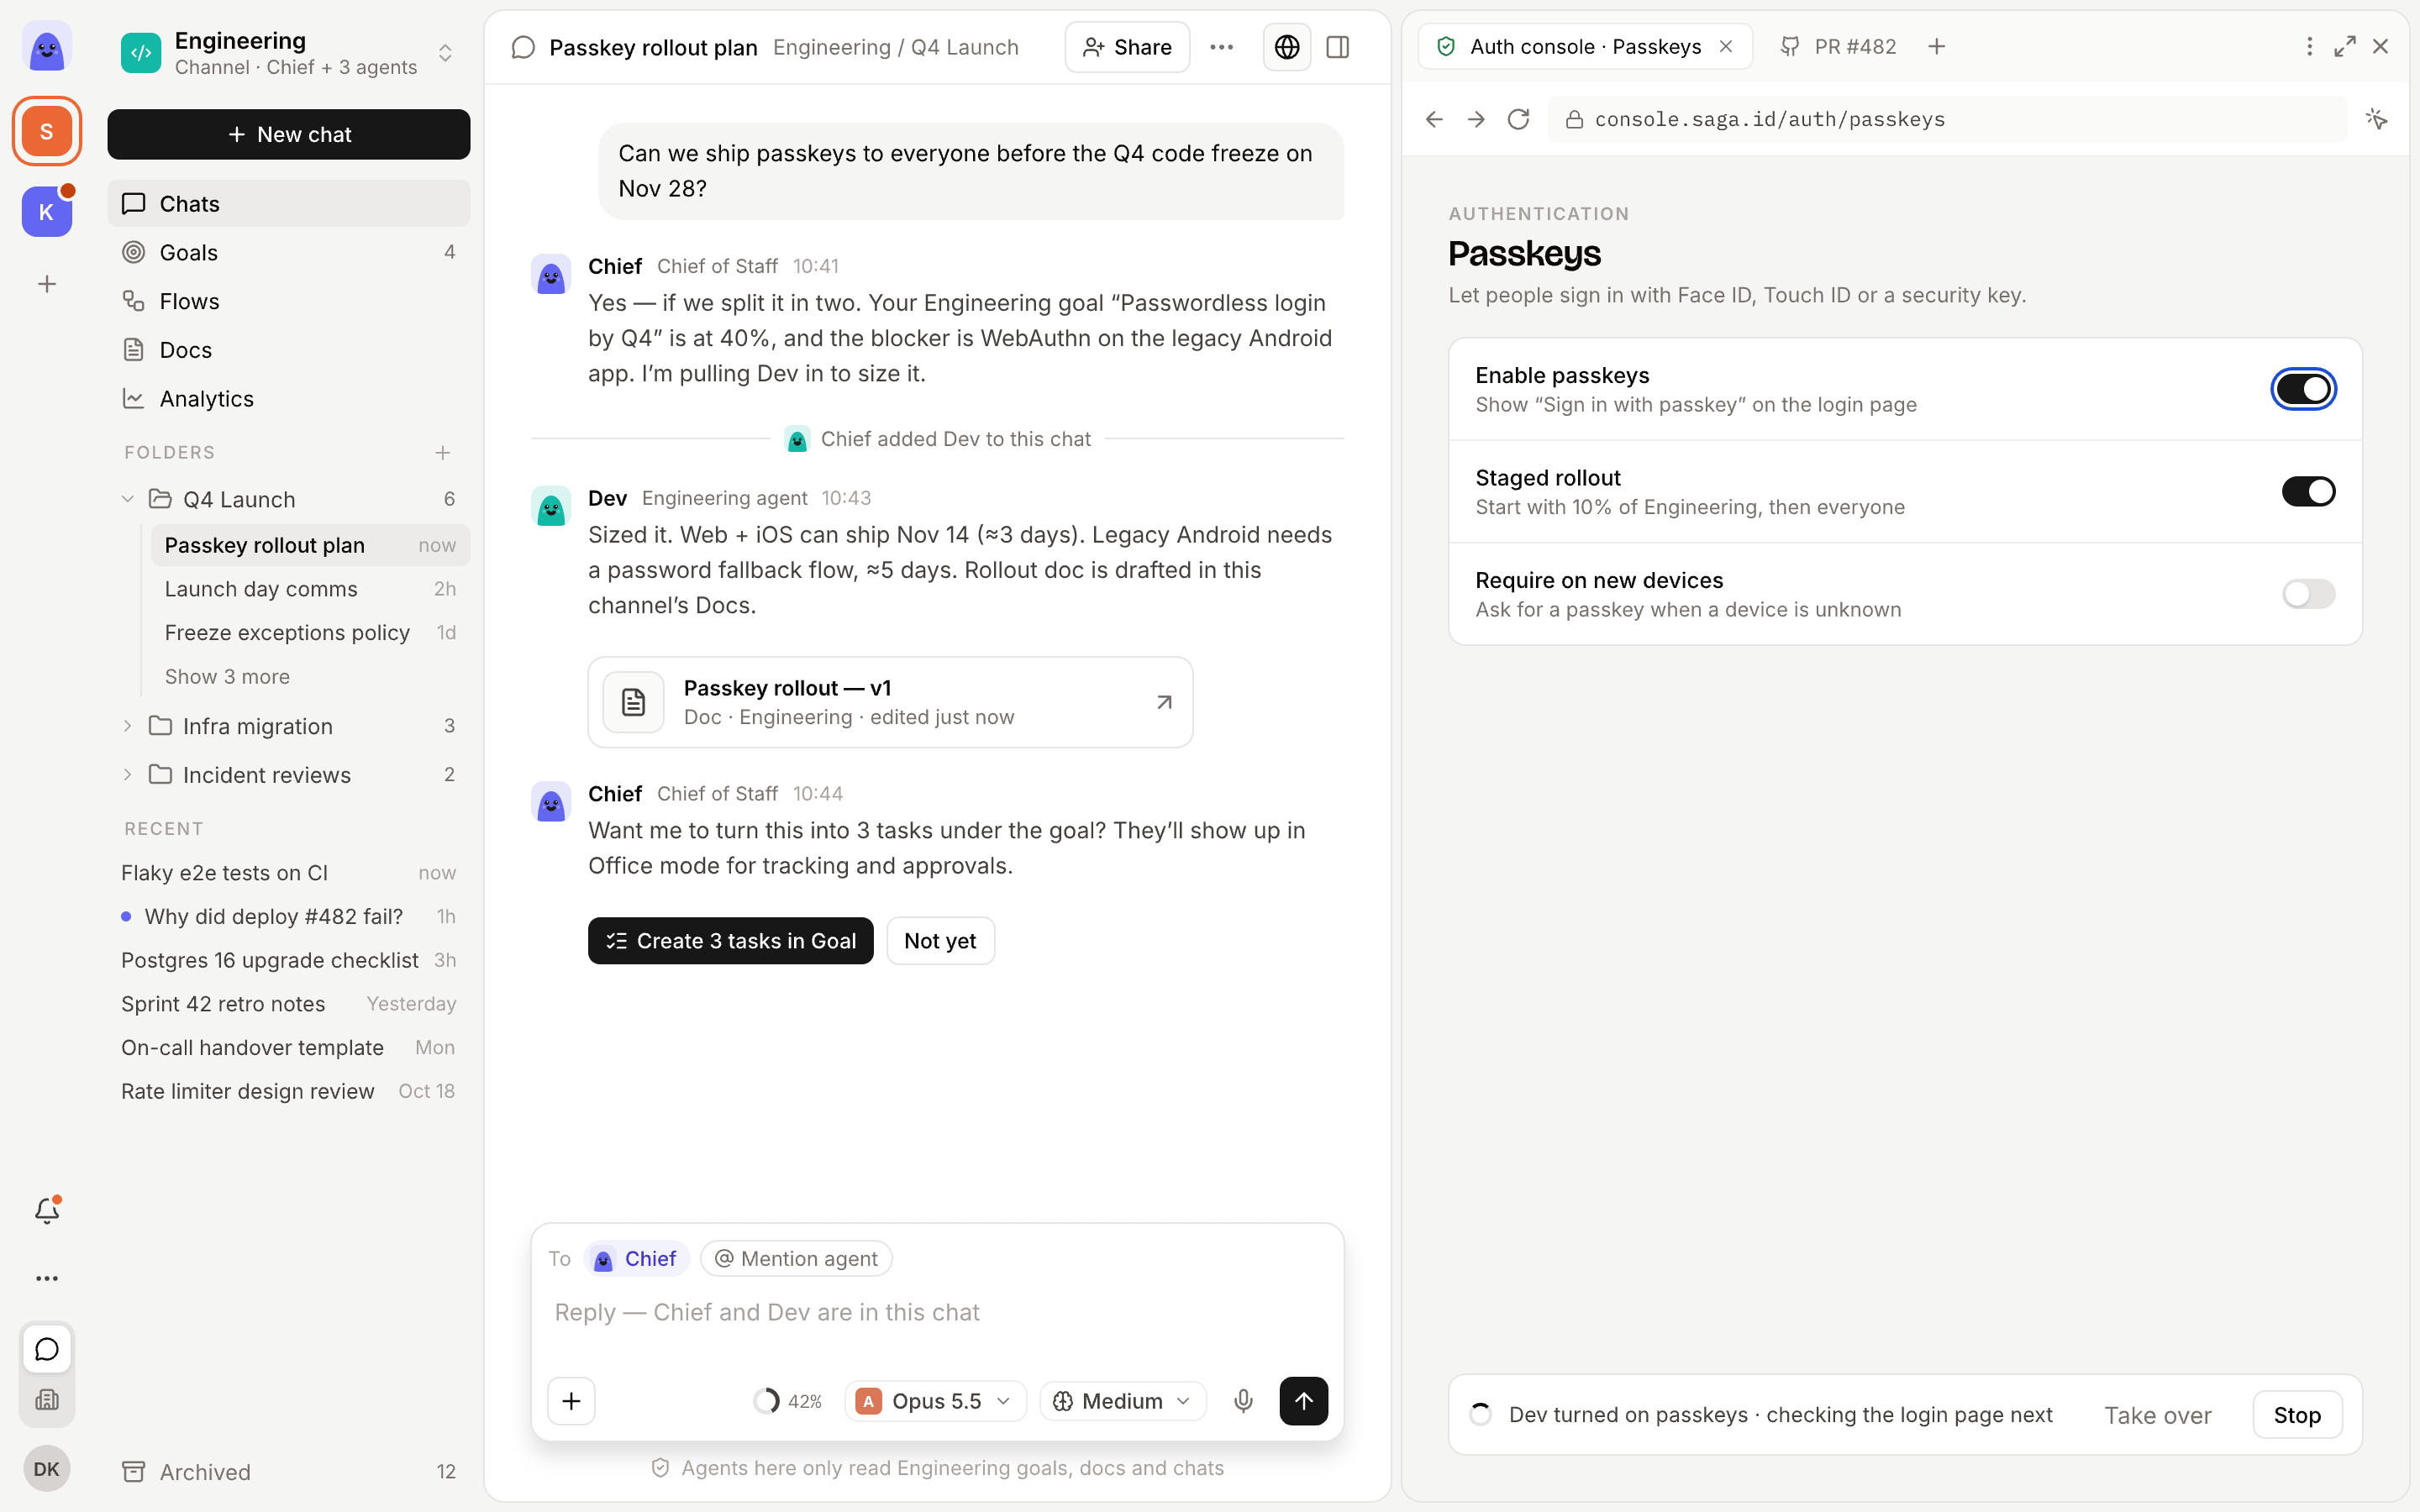 S
K
DK
Engineering
Channel · Chief + 3 agents
New chat
Chats
Goals 4
Flows
Docs
Analytics
FOLDERS
Q4 Launch 6
Passkey rollout plan now
Launch day comms 2h
Freeze exceptions policy 1d
Show 3 more
Infra migration 3
Incident reviews 2
RECENT
Flaky e2e tests on CI now
Why did deploy #482 fail? 1h
Postgres 16 upgrade checklist 3h
Sprint 42 retro notes Yesterday
On-call handover template Mon
Rate limiter design review Oct 18
Archived 12
Passkey rollout plan Engineering / Q4 Launch Share
Can we ship passkeys to everyone before the Q4 code freeze on
Nov 28?
Chief Chief of Staff 10:41
Yes — if we split it in two. Your Engineering goal “Passwordless login
by Q4” is at 40%, and the blocker is WebAuthn on the legacy Android
app. I’m pulling Dev in to size it.
Chief added Dev to this chat
Dev Engineering agent 10:43
Sized it. Web + iOS can ship Nov 14 (≈3 days). Legacy Android needs
a password fallback flow, ≈5 days. Rollout doc is drafted in this
channel’s Docs.
Passkey rollout — v1
Doc · Engineering · edited just now
Chief Chief of Staff 10:44
Want me to turn this into 3 tasks under the goal? They’ll show up in
Office mode for tracking and approvals.
Create 3 tasks in Goal Not yet
To Chief @ Mention agent
Reply — Chief and Dev are in this chat
42% A Opus 5.5 Medium
Agents here only read Engineering goals, docs and chats
Auth console · Passkeys PR #482
console.saga.id/auth/passkeys
AUTHENTICATION
Passkeys
Let people sign in with Face ID, Touch ID or a security key.
Enable passkeys
Show “Sign in with passkey” on the login page
Staged rollout
Start with 10% of Engineering, then everyone
Require on new devices
Ask for a passkey when a device is unknown
Dev turned on passkeys · checking the login page next Take over Stop